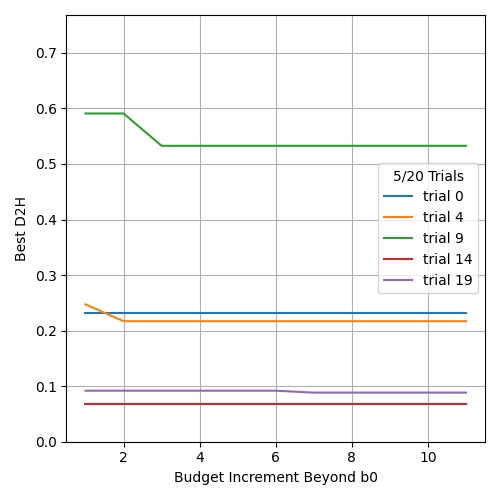 0.7
0.6
0.5
0.4
0.3
0.2
0.1
0.0
Best D2H
5/20 Trials
trial 0
trial 4
trial 9
trial 14
trial 19
2 4 6 8 10
Budget Increment Beyond b0